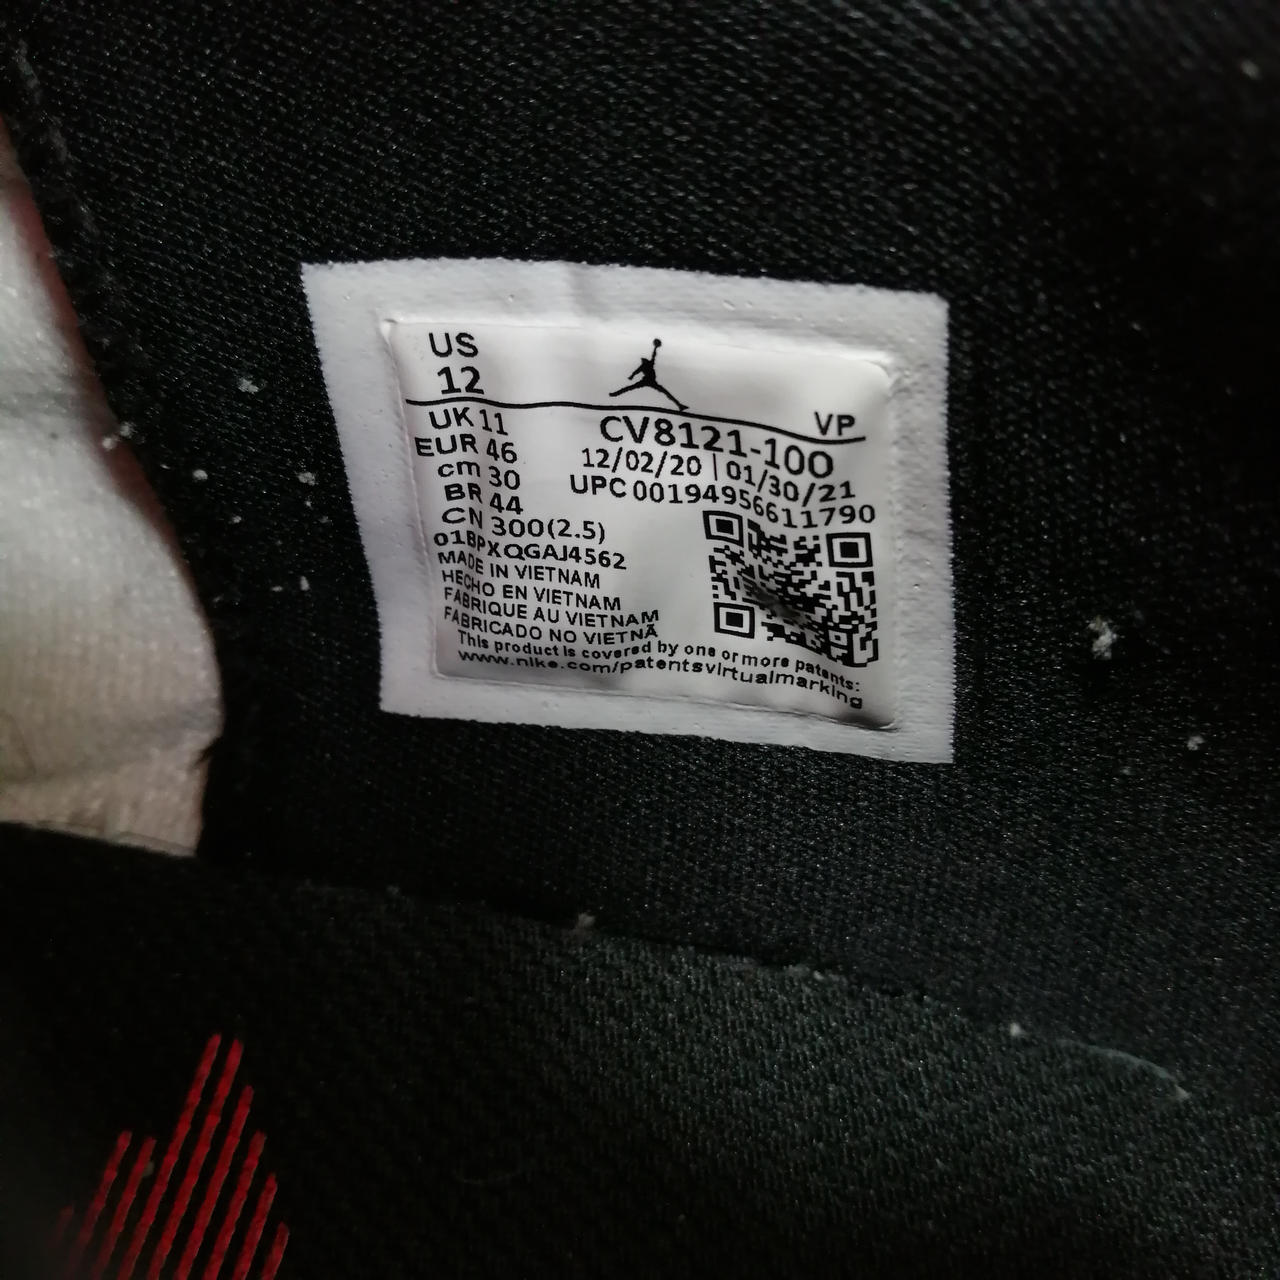 US
12
VP
UK 11
EUR 46
cm 30
BR 44
CN 300(2.5)
CV8121-100
12/02/20 | 01/30/21
UPC 00194956611790
01BPXQGAJ4562
MADE IN VIETNAM
HECHO EN VIETNAM
FABRIQUE AU VIETNAM
FABRICADO NO VIETNÃ
This product is covered by one or more patents:
www.nike.com/patentsvirtualmarking